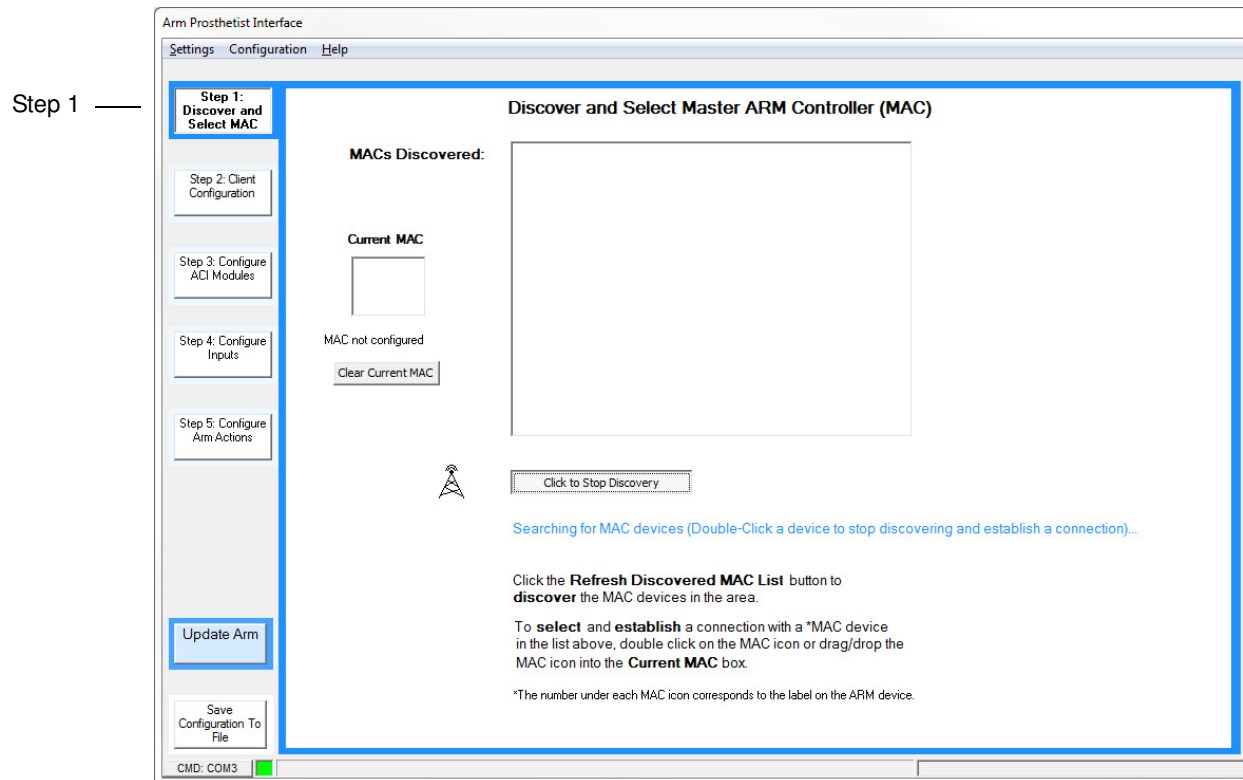 Arm Prosthetist Interface
Settings Configuration Help
Step 1
Step 1:
Discover and
Select MAC
Step 2: Client
Configuration
Step 3: Configure
ACI Modules
Step 4: Configure
Inputs
Step 5: Configure
Arm Actions
Update Arm
Save
Configuration To
File
Discover and Select Master ARM Controller (MAC)
MACs Discovered:
Current MAC
MAC not configured
Clear Current MAC
Click to Stop Discovery
Searching for MAC devices (Double-Click a device to stop discovering and establish a connection)...
Click the Refresh Discovered MAC List button to
discover the MAC devices in the area.
To select and establish a connection with a *MAC device
in the list above, double click on the MAC icon or drag/drop the
MAC icon into the Current MAC box.
*The number under each MAC icon corresponds to the label on the ARM device.
CMD: COM3